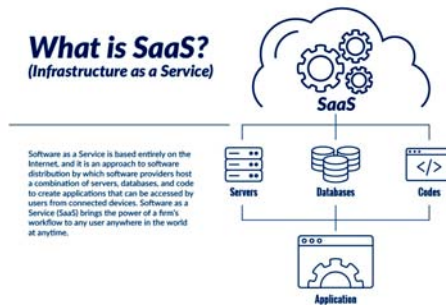 What is SaaS?
(Infrastructure as a Service)
SaaS
Software as a Service is based entirely on the
Internet, and it is an approach to software
distribution by which software providers host
a combination of servers, databases, and code
to create applications that can be accessed by
users from connected devices. Software as a
Service (SaaS) brings the power of a firm's
workflow to any user anywhere in the world
at anytime.
</>
Servers
Databases
Codes
Application